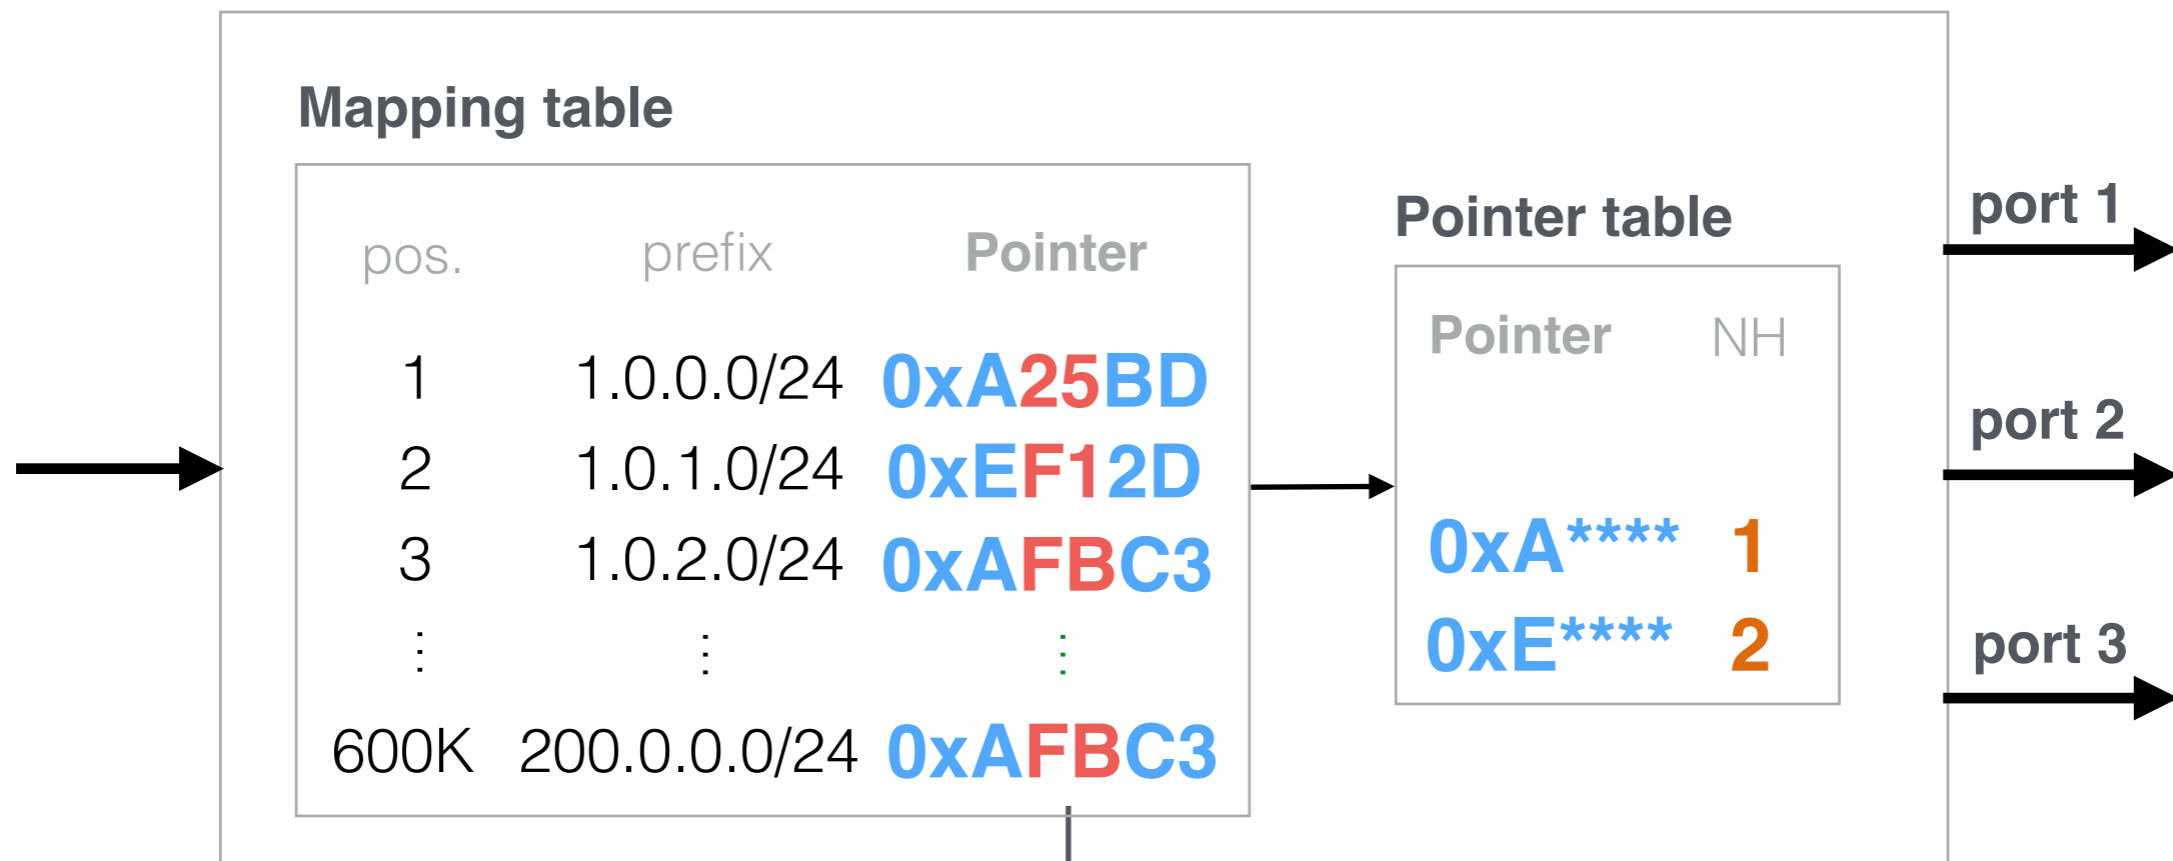 Mapping table
pos. prefix Pointer
1 1.0.0.0/24 0xA25BD
2 1.0.1.0/24 0xEF12D
3 1.0.2.0/24 0xAFBC3
⋮ ⋮ ⋮
600K 200.0.0.0/24 0xAFBC3
Pointer table
Pointer NH
0xA**** 1
0xE**** 2
port 1
port 2
port 3